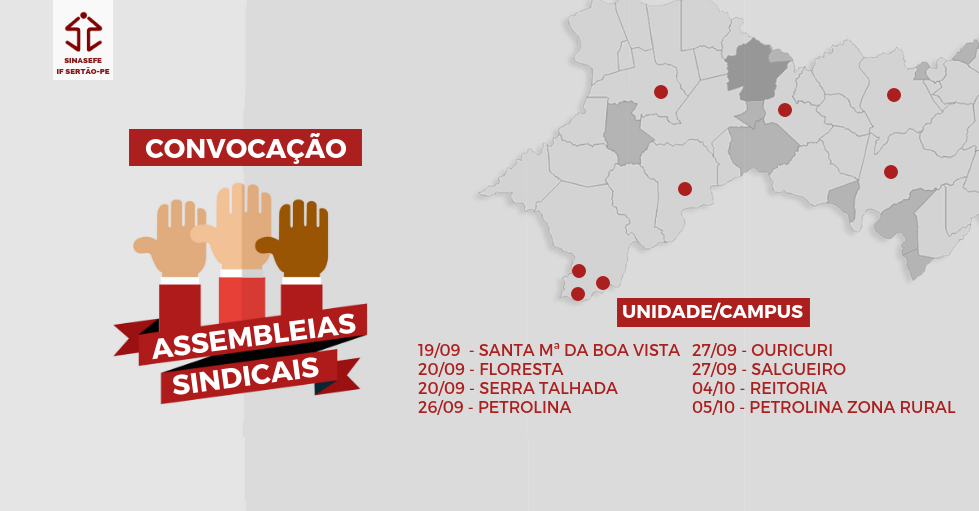 SINASEFE
IF SERTÃO-PE
CONVOCAÇÃO
ASSEMBLEIAS
SINDICAIS
UNIDADE/CAMPUS
19/09 - SANTA Mª DA BOA VISTA
20/09 - FLORESTA
20/09 - SERRA TALHADA
26/09 - PETROLINA
27/09 - OURICURI
27/09 - SALGUEIRO
04/10 - REITORIA
05/10 - PETROLINA ZONA RURAL